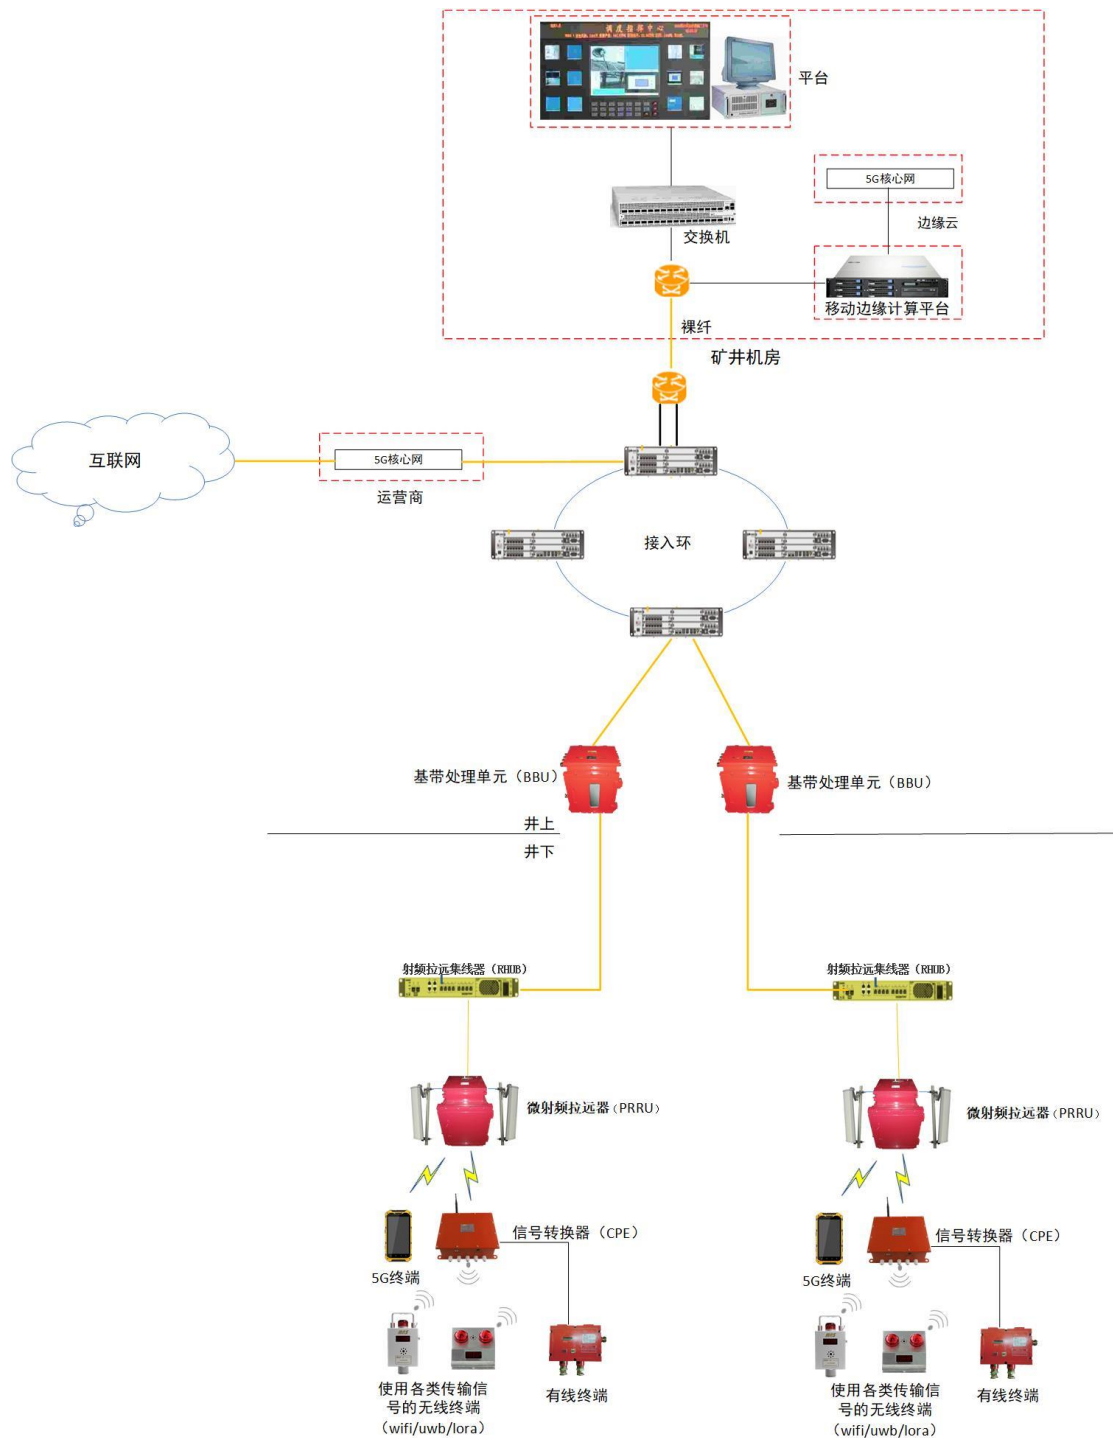 调度指挥中心
平台
5G核心网
边缘云
交换机
移动边缘计算平台
裸纤
矿井机房
互联网
5G核心网
运营商
接入环
基带处理单元（BBU）
基带处理单元（BBU）
井上
井下
射频拉远集线器（RHUB）
射频拉远集线器（RHUB）
微射频拉远器（PRRU）
微射频拉远器（PRRU）
信号转换器（CPE）
信号转换器（CPE）
5G终端
5G终端
使用各类传输信
号的无线终端
（wifi/uwb/lora）
有线终端
使用各类传输信
号的无线终端
（wifi/uwb/lora）
有线终端